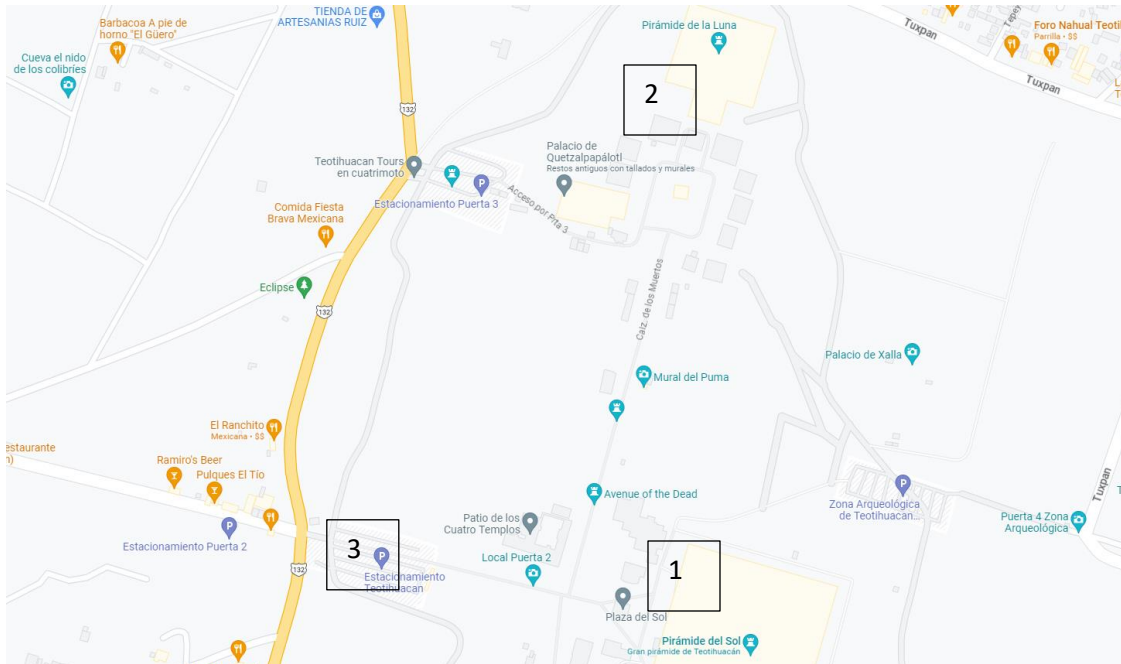 TIENDA DE
ARTESANIAS RUIZ
Barbacoa A pie de
horno "El Güero"
Cueva el nido
de los colibríes
Pirámide de la Luna
Tuxpan
Foro Nahual Teoti
Parrilla • $$
Tuxpan
132
2
Teotihuacan Tours
en cuatrimoto
Palacio de
Quetzalpapálotl
Restos antiguos con tallados y murales
P
Estacionamiento Puerta 3
Acceso por Prta 3
Comida Fiesta
Brava Mexicana
Eclipse
132
Calz. de los Muertos
Palacio de Xalla
Mural del Puma
El Ranchito
Mexicana • $$
estaurante
n)
Ramiro's Beer
Pulques El Tío
Avenue of the Dead
P
Zona Arqueológica
de Teotihuacan...
Tuxpan
Puerta 4 Zona
Arqueológica
P
Estacionamiento Puerta 2
Patio de los
Cuatro Templos
3
P
Estacionamiento
Teotihuacan
Local Puerta 2
1
132
Plaza del Sol
Pirámide del Sol
Gran pirámide de Teotihuacán